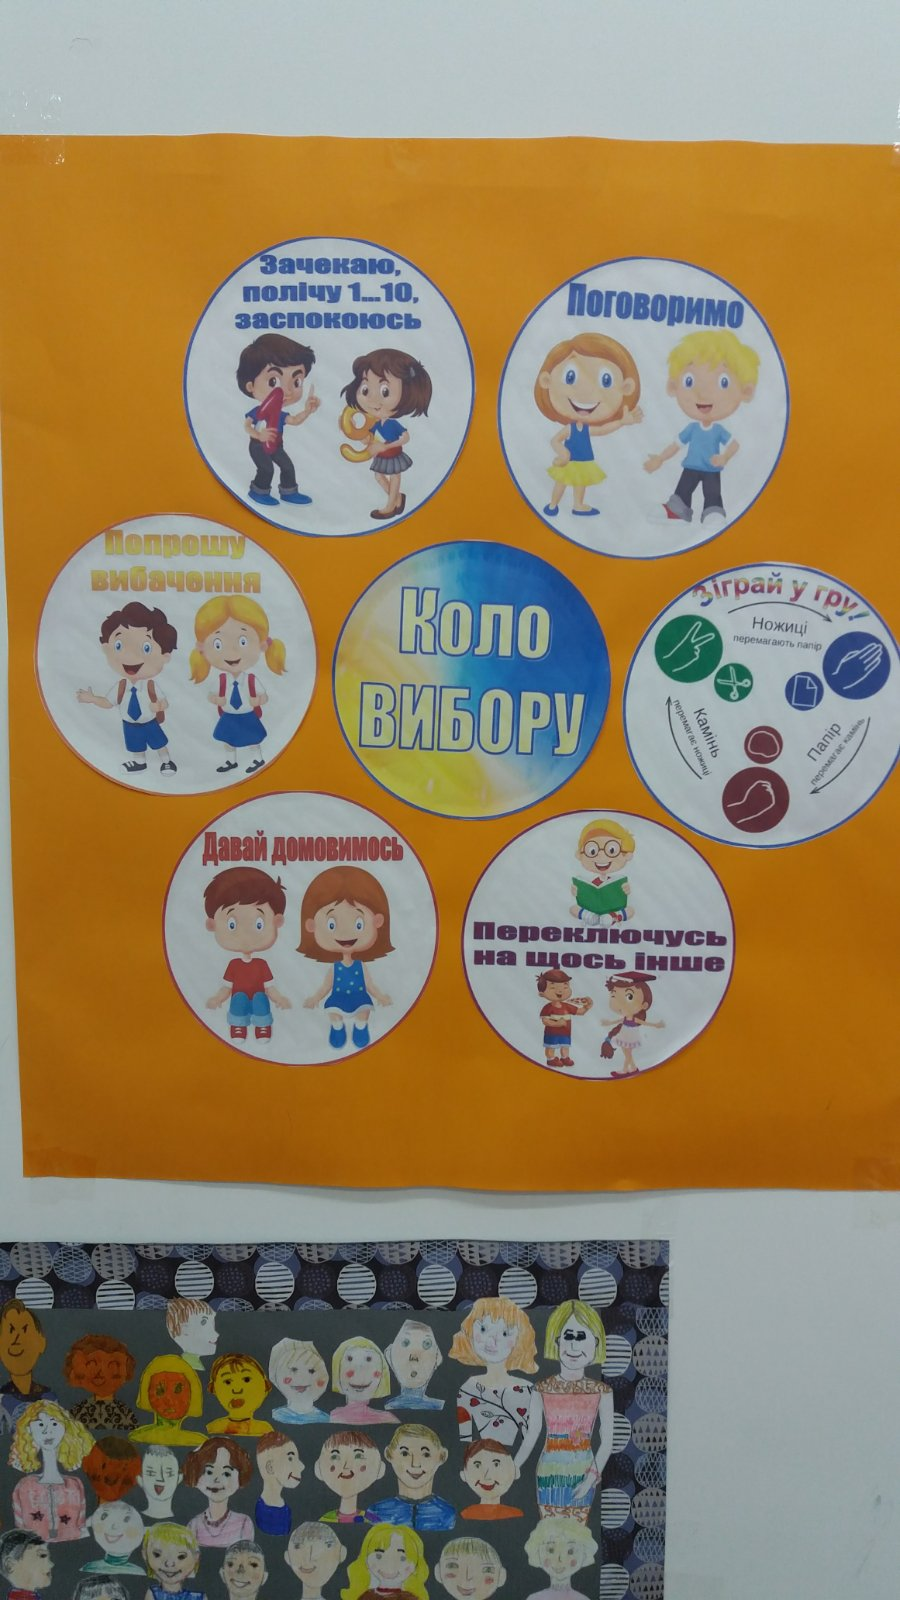 Зачекаю,
полічу 1...10,
заспокоюсь
Поговоримо
Попрошу
вибачення
Коло
ВИБОРУ
Зіграй у гру!
Ножиці
перемагають папір
Камінь
перемагає ножиці
Папір
перемагає камінь
Давай домовимось
Переключусь
на щось інше